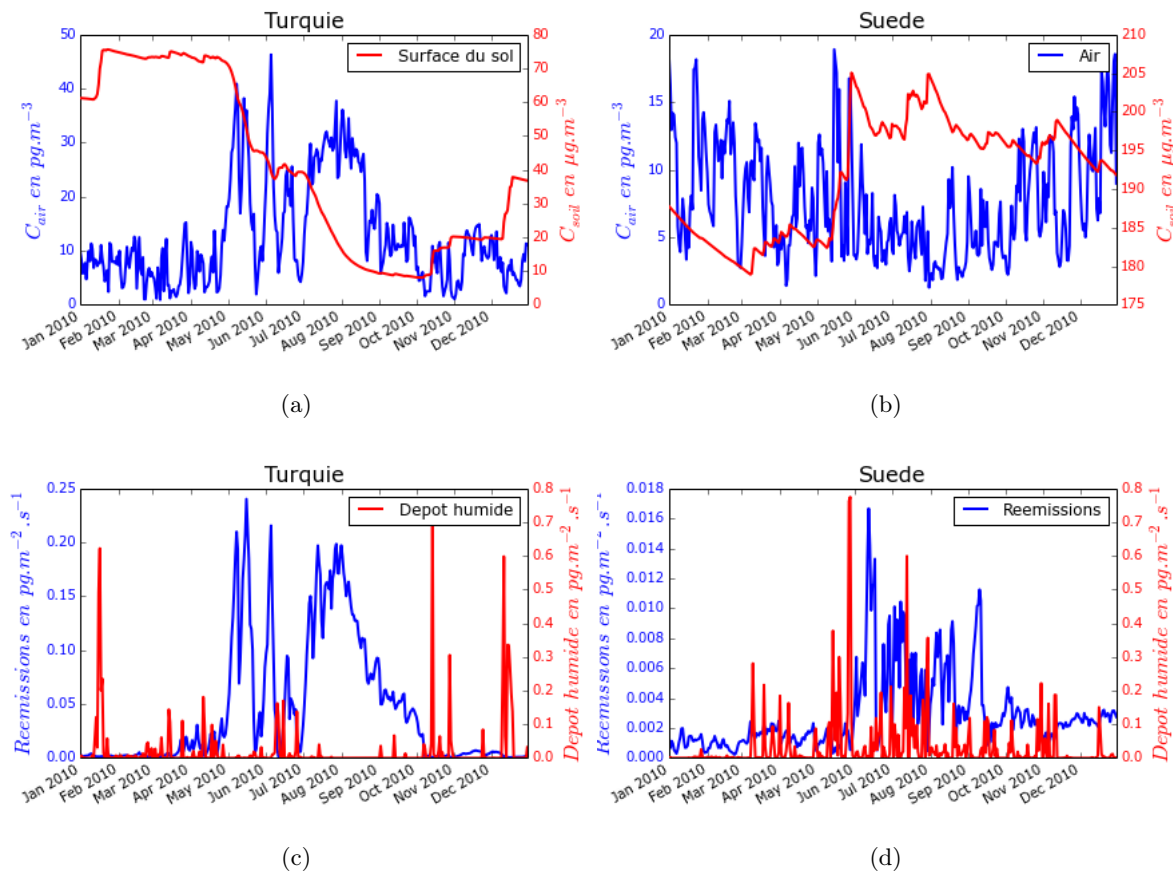 Turquie
Surface du sol
C_air en pg.m^−3
C_soil en μg.m^−3
50
40
30
20
10
0
80
70
60
50
40
30
20
10
0
Jan 2010 Feb 2010 Mar 2010 Apr 2010 May 2010 Jun 2010 Jul 2010 Aug 2010 Sep 2010 Oct 2010 Nov 2010 Dec 2010
(a)
Suede
Air
C_air en pg.m^−3
C_soil en μg.m^−3
20
15
10
5
0
210
205
200
195
190
185
180
175
Jan 2010 Feb 2010 Mar 2010 Apr 2010 May 2010 Jun 2010 Jul 2010 Aug 2010 Sep 2010 Oct 2010 Nov 2010 Dec 2010
(b)
Turquie
Depot humide
Reemissions en pg.m^−2.s^−1
Depot humide en pg.m^−2.s^−1
0.25
0.20
0.15
0.10
0.05
0.00
0.8
0.7
0.6
0.5
0.4
0.3
0.2
0.1
0.0
Jan 2010 Feb 2010 Mar 2010 Apr 2010 May 2010 Jun 2010 Jul 2010 Aug 2010 Sep 2010 Oct 2010 Nov 2010 Dec 2010
(c)
Suede
Reemissions
Reemissions en pg.m^−2.s^−1
Depot humide en pg.m^−2.s^−1
0.018
0.016
0.014
0.012
0.010
0.008
0.006
0.004
0.002
0.000
0.8
0.7
0.6
0.5
0.4
0.3
0.2
0.1
0.0
Jan 2010 Feb 2010 Mar 2010 Apr 2010 May 2010 Jun 2010 Jul 2010 Aug 2010 Sep 2010 Oct 2010 Nov 2010 Dec 2010
(d)